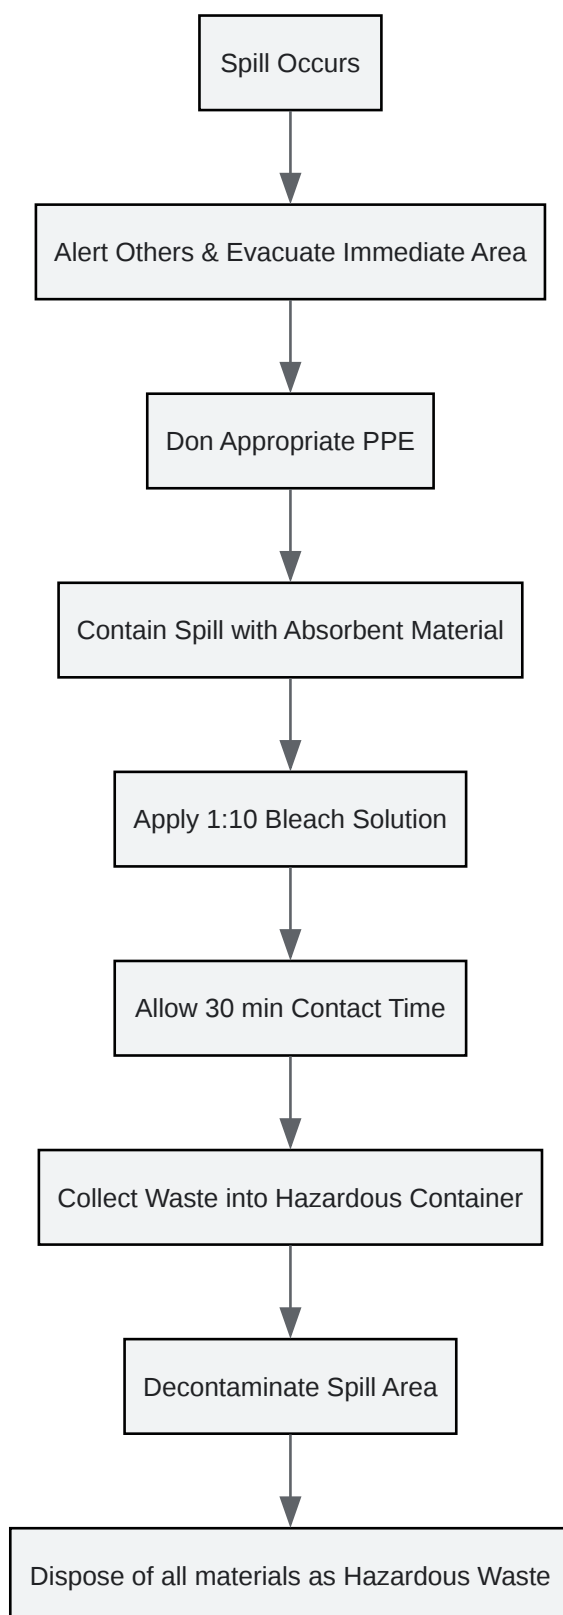 Spill Occurs
Alert Others & Evacuate Immediate Area
Don Appropriate PPE
Contain Spill with Absorbent Material
Apply 1:10 Bleach Solution
Allow 30 min Contact Time
Collect Waste into Hazardous Container
Decontaminate Spill Area
Dispose of all materials as Hazardous Waste